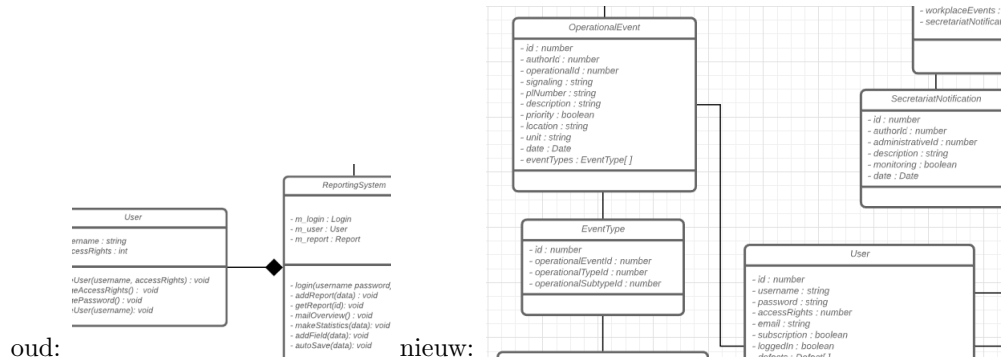 oud:
User
ername : string
cessRights : int
eUser(username, accessRights) : void
eAccessRights() : void
ePassword() : void
eUser(username): void
ReportingSystem
- m_login : Login
- m_user : User
- m_report : Report
- login(username password,
- addReport(data) : void
- getReport(id): void
- mailOverview() : void
- makeStatistics(data): void
- addField(data): void
- autoSave(data): void
nieuw:
OperationalEvent
- id : number
- authorId : number
- operationalId : number
- signaling : string
- plNumber : string
- description : string
- priority : boolean
- location : string
- unit : string
- date : Date
- eventTypes : EventType[ ]
EventType
- id : number
- operationalEventId : number
- operationalTypeId : number
- operationalSubtypeId : number
- workplaceEvents :
- secretariatNotificat
SecretariatNotification
- id : number
- authorId : number
- administrativeId : number
- description : string
- monitoring : boolean
- date : Date
User
- id : number
- username : string
- password : string
- accessRights : number
- email : string
- subscription : boolean
- loggedIn : boolean
- defects : Defect[ ]